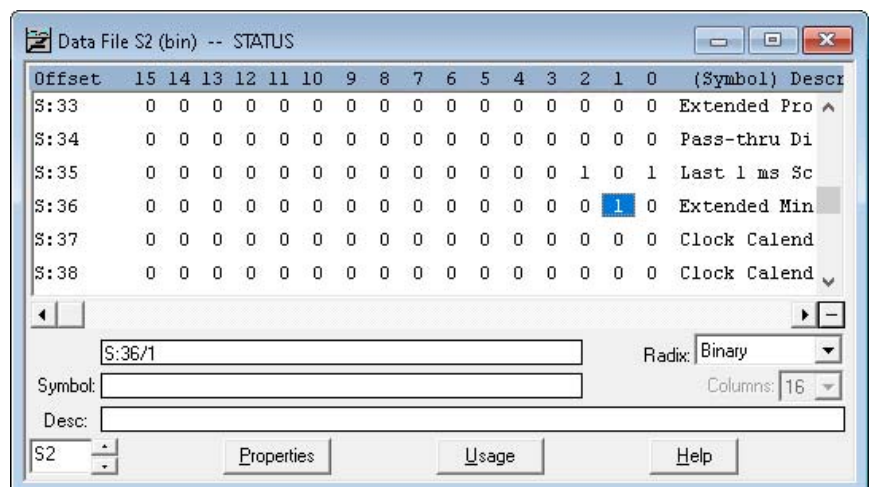 Data File S2 (bin) -- STATUS
Offset 15 14 13 12 11 10 9 8 7 6 5 4 3 2 1 0 (Symbol) Descr
S:33 0 0 0 0 0 0 0 0 0 0 0 0 0 0 0 0 Extended Pro
S:34 0 0 0 0 0 0 0 0 0 0 0 0 0 0 0 0 Pass-thru Di
S:35 0 0 0 0 0 0 0 0 0 0 0 0 0 1 0 1 Last 1 ms Sc
S:36 0 0 0 0 0 0 0 0 0 0 0 0 0 0 1 0 Extended Min
S:37 0 0 0 0 0 0 0 0 0 0 0 0 0 0 0 0 Clock Calend
S:38 0 0 0 0 0 0 0 0 0 0 0 0 0 0 0 0 Clock Calend
S:36/1 Radix: Binary
Symbol: Columns: 16
Desc:
S2 Properties Usage Help